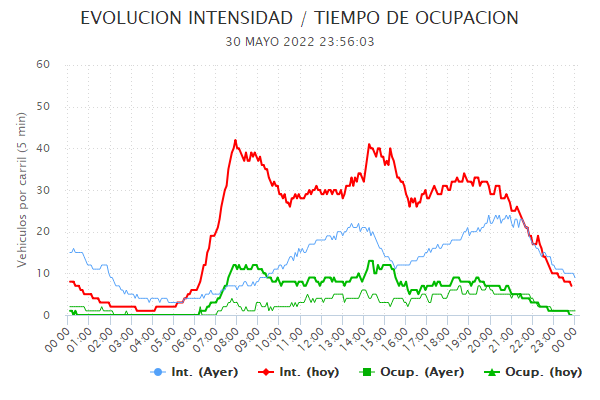 EVOLUCION INTENSIDAD / TIEMPO DE OCUPACION
30 MAYO 2022 23:56:03
Vehiculos por carril (5 min)
60
50
40
30
20
10
0
00:00 01:00 02:00 03:00 04:00 05:00 06:00 07:00 08:00 09:00 10:00 11:00 12:00 13:00 14:00 15:00 16:00 17:00 18:00 19:00 20:00 21:00 22:00 23:00 00:00
Int. (Ayer) Int. (hoy) Ocup. (Ayer) Ocup. (hoy)